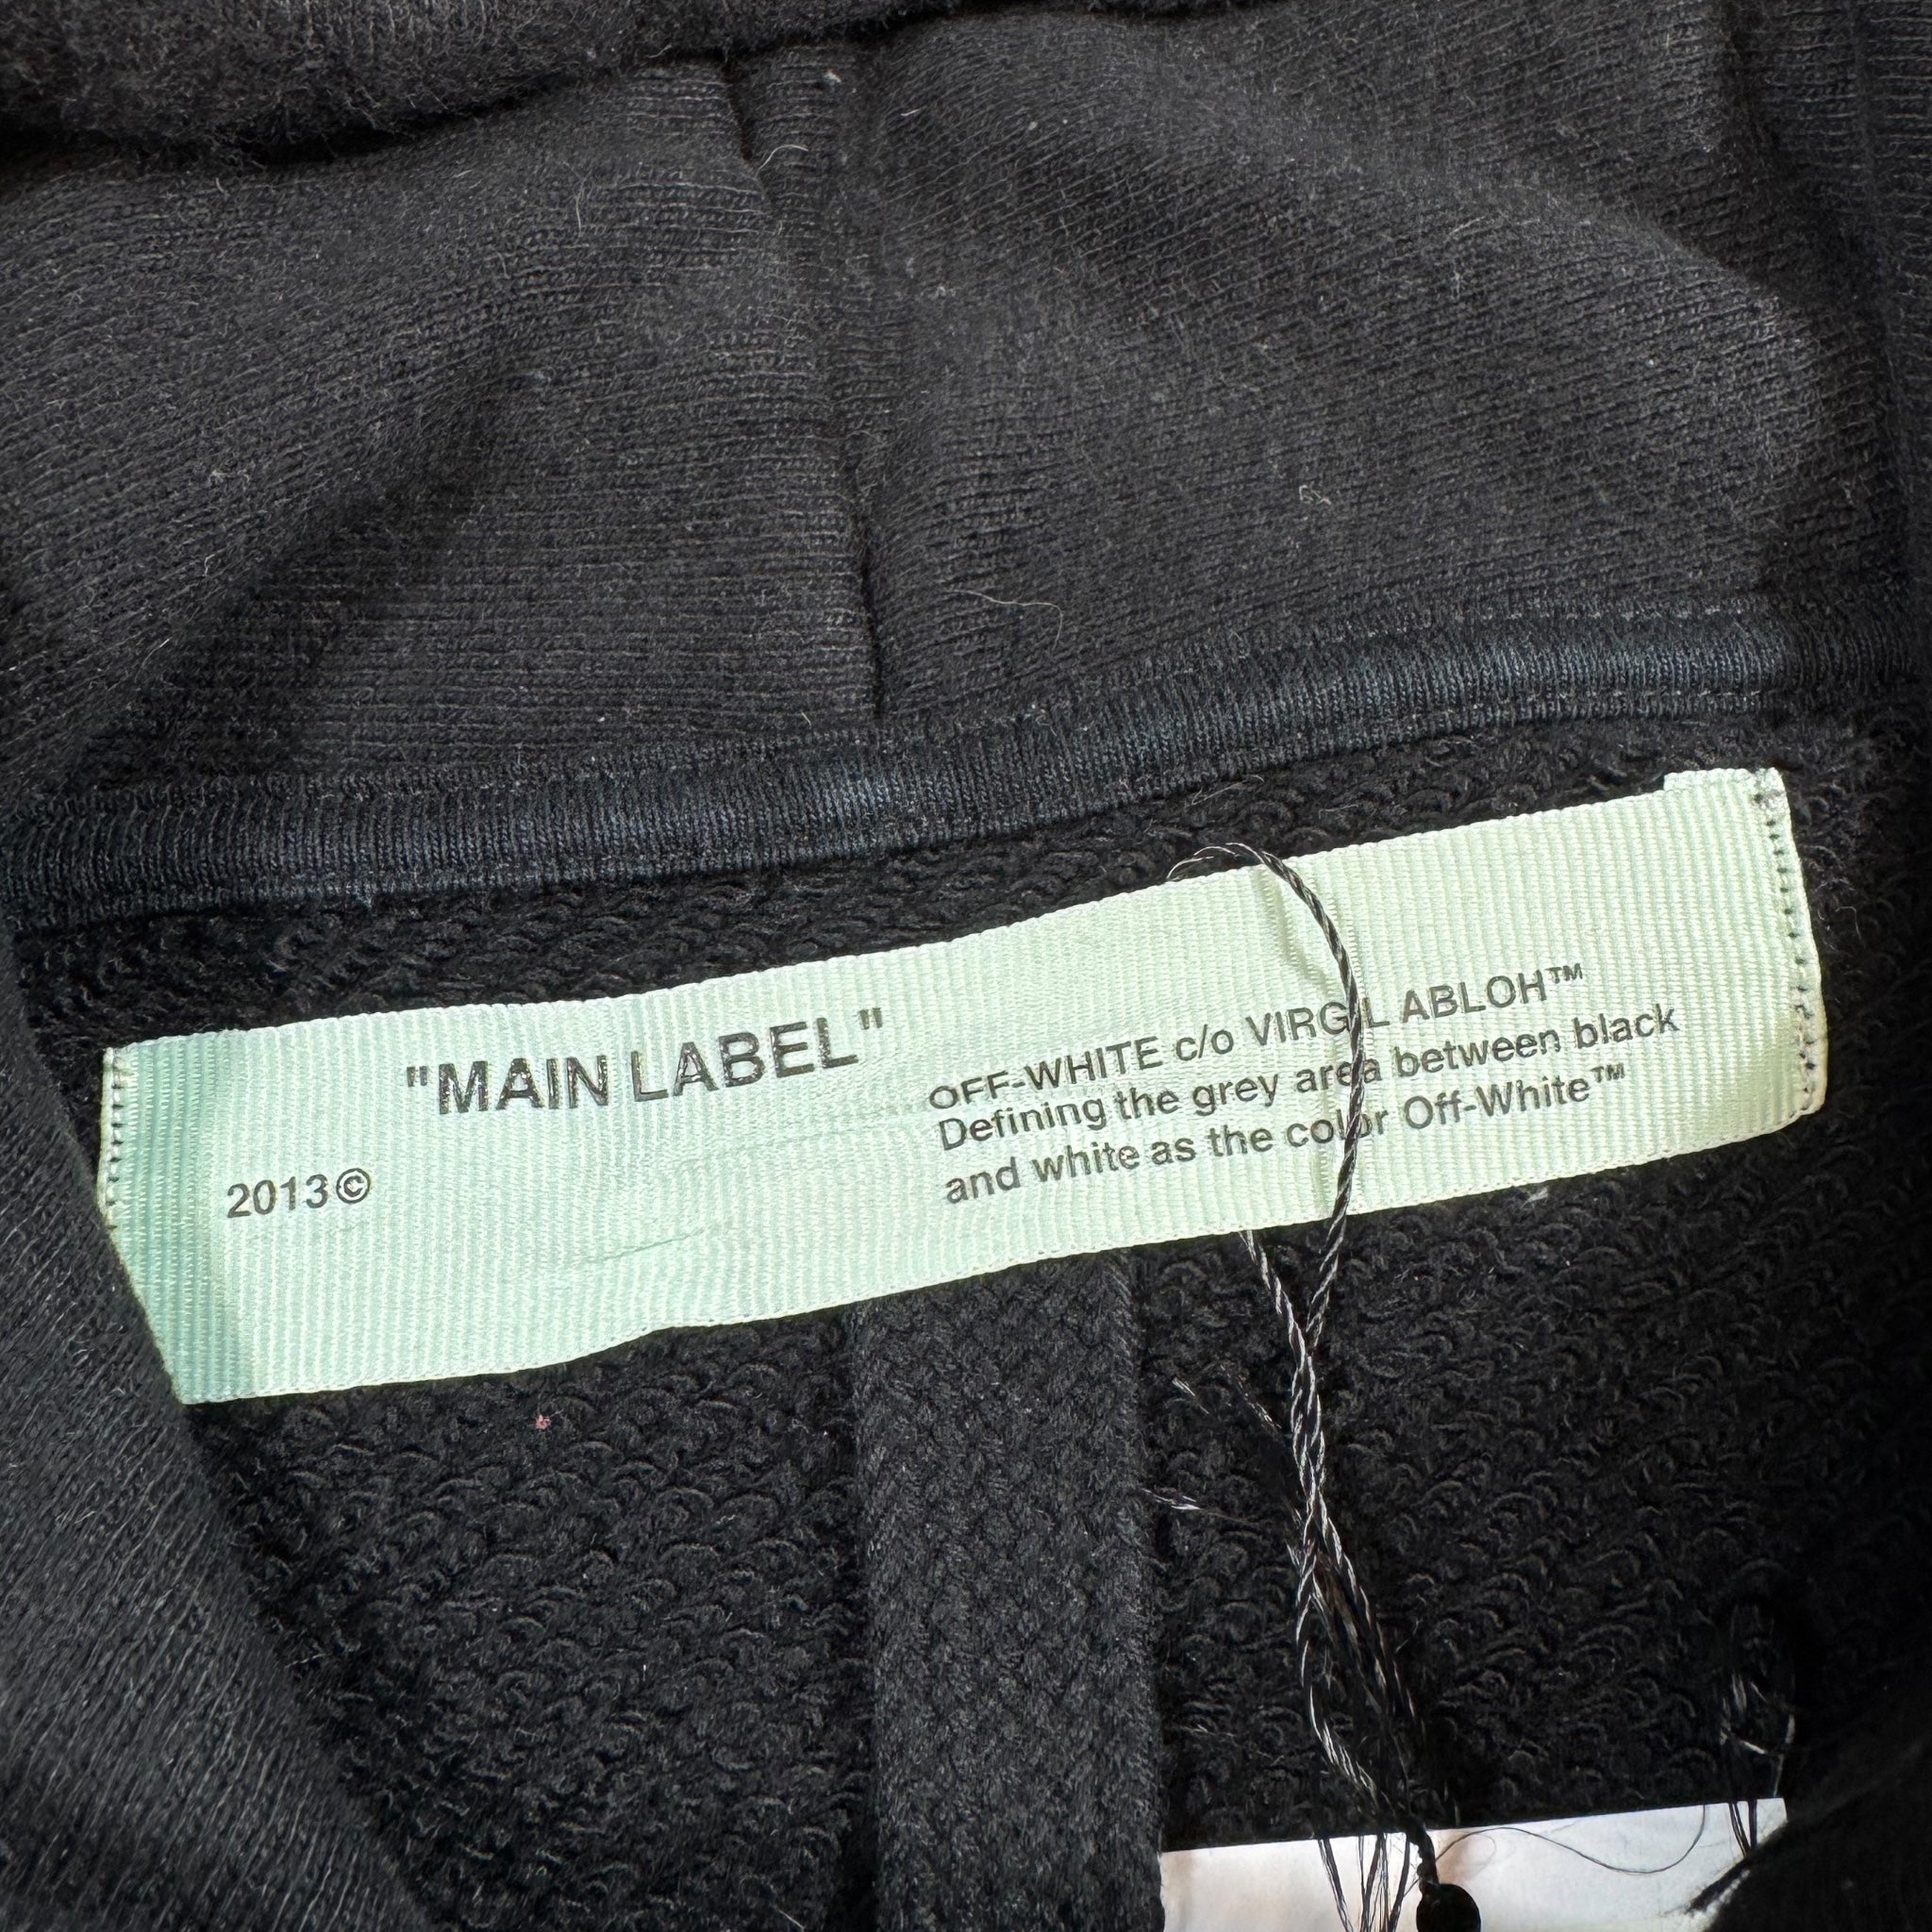 "MAIN LABEL"
2013©
OFF-WHITE c/o VIRGIL ABLOH™
Defining the grey area between black
and white as the color Off-White™